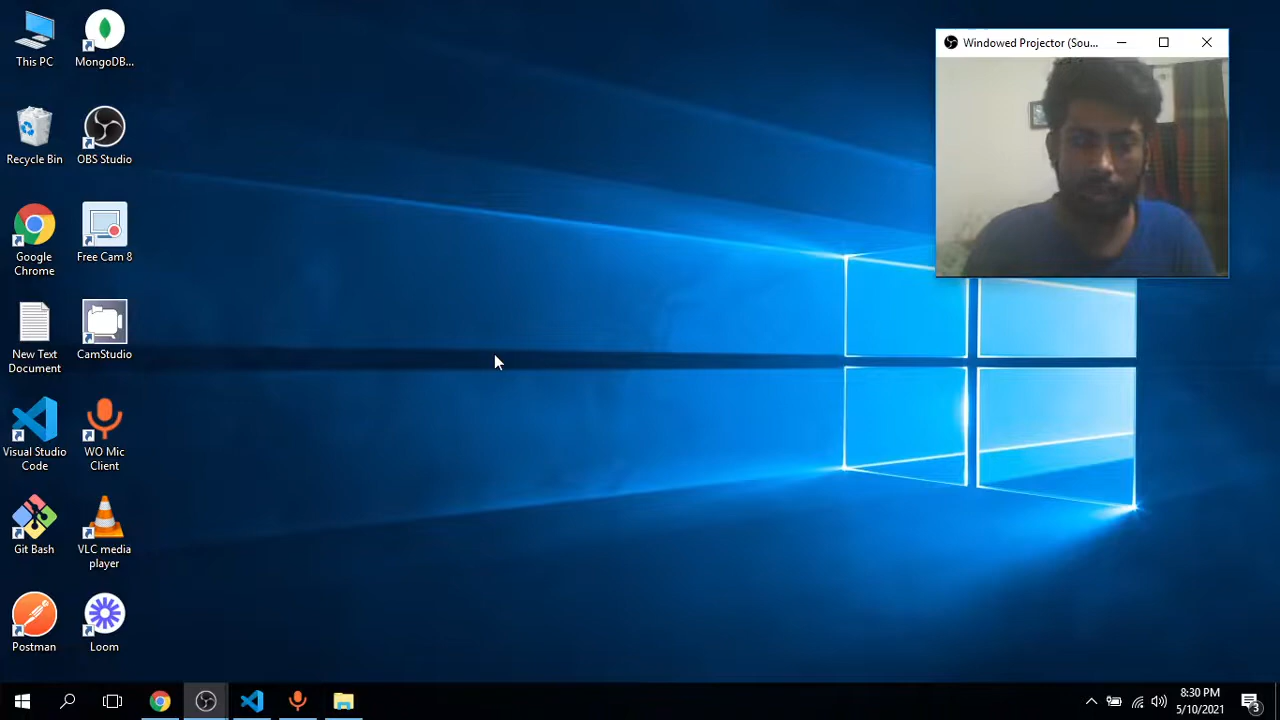 This PC
MongoDB...
Windowed Projector (Sou...
Recycle Bin
OBS Studio
Google
Chrome
Free Cam 8
New Text
Document
CamStudio
Visual Studio
Code
WO Mic
Client
Git Bash
VLC media
player
Postman
Loom
8:30 PM
5/10/2021
3